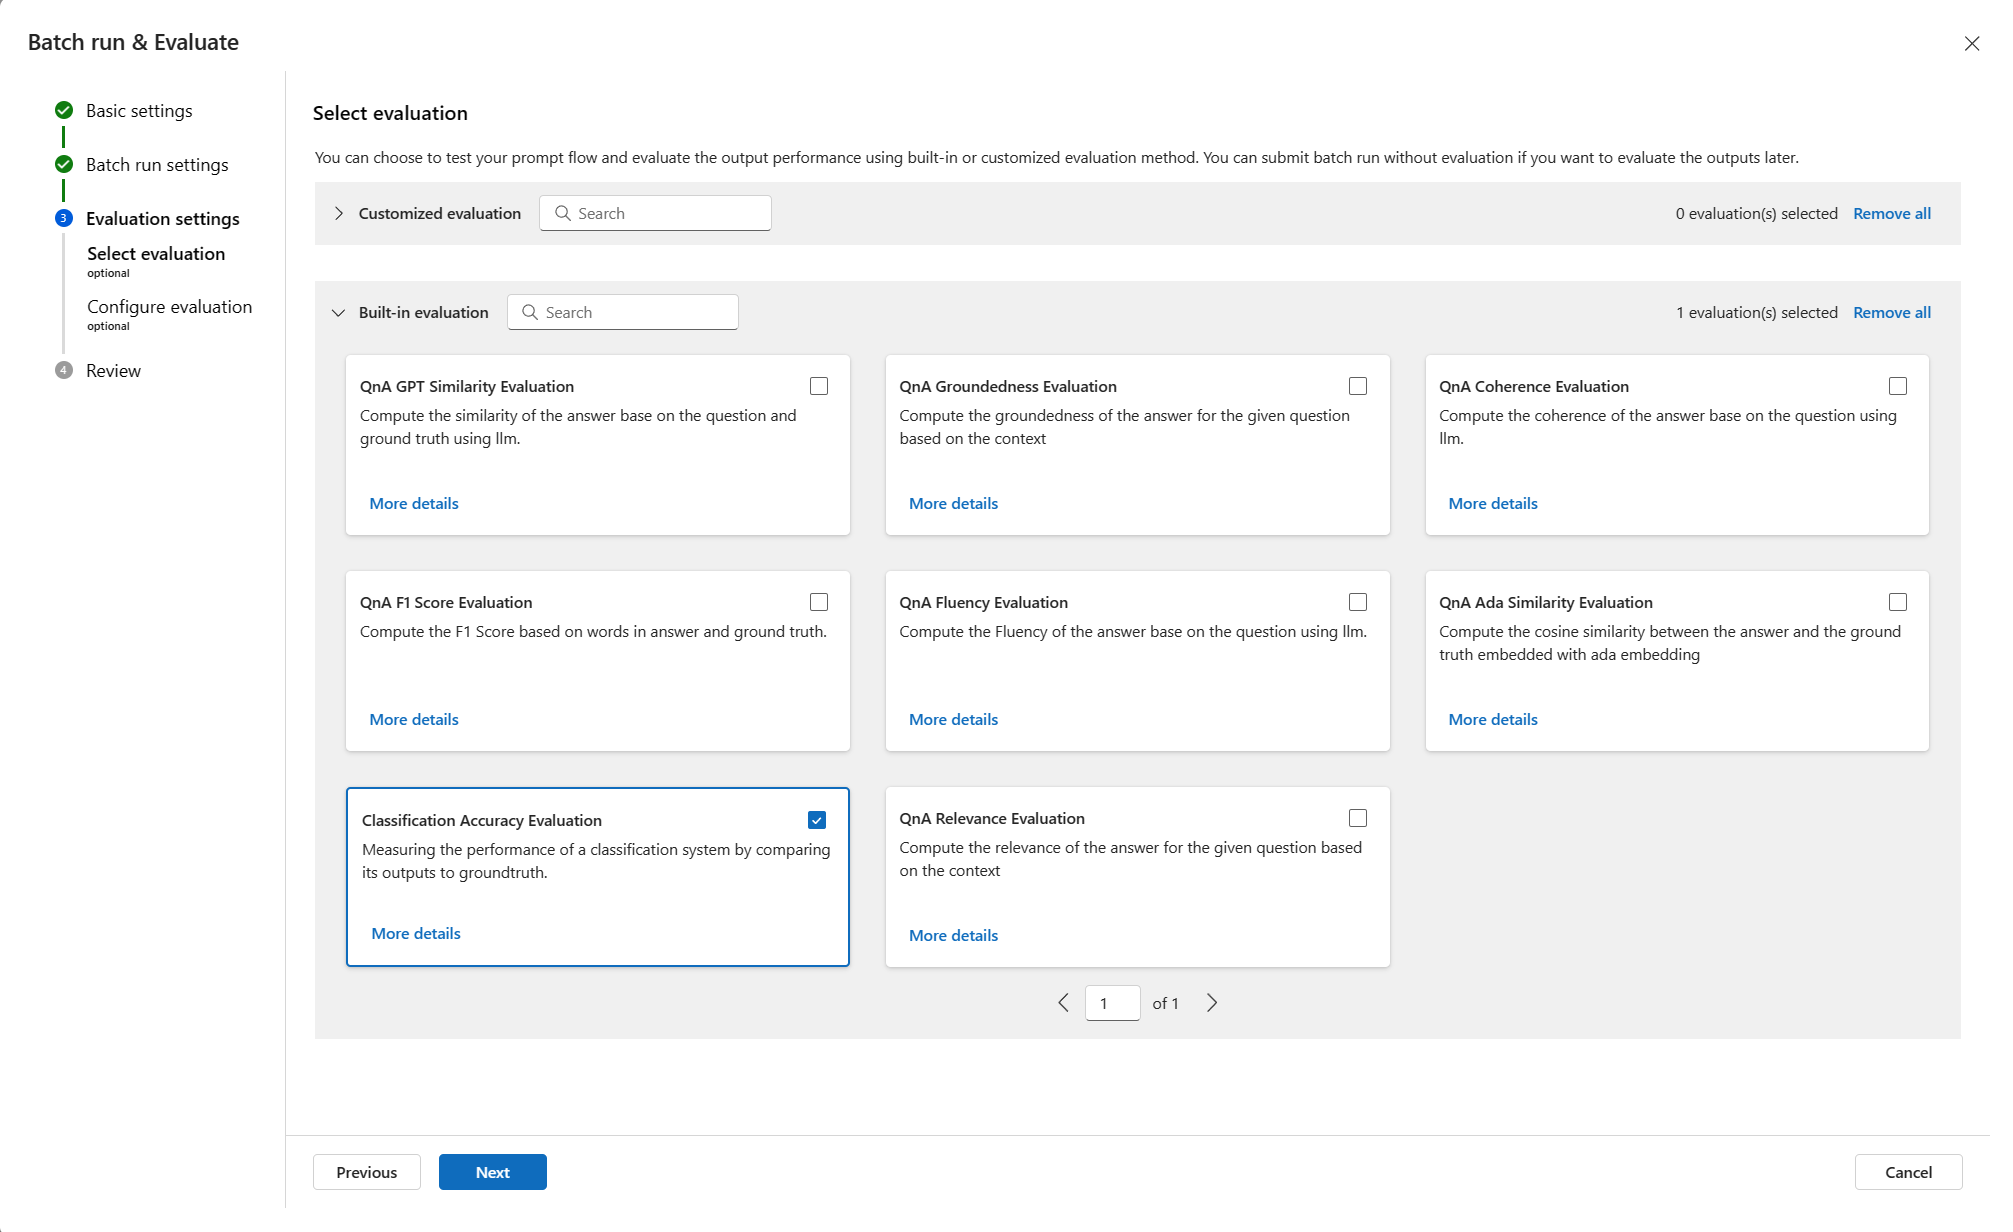 Batch run & Evaluate
Basic settings
Batch run settings
3
Evaluation settings
Select evaluation
optional
Configure evaluation
optional
4
Review
Select evaluation
You can choose to test your prompt flow and evaluate the output performance using built-in or customized evaluation method. You can submit batch run without evaluation if you want to evaluate the outputs later.
Customized evaluation
Search
0 evaluation(s) selected
Remove all
Built-in evaluation
Search
1 evaluation(s) selected
Remove all
QnA GPT Similarity Evaluation
Compute the similarity of the answer base on the question and
ground truth using llm.
More details
QnA Groundedness Evaluation
Compute the groundedness of the answer for the given question
based on the context
More details
QnA Coherence Evaluation
Compute the coherence of the answer base on the question using
llm.
More details
QnA F1 Score Evaluation
Compute the F1 Score based on words in answer and ground truth.
More details
QnA Fluency Evaluation
Compute the Fluency of the answer base on the question using llm.
More details
QnA Ada Similarity Evaluation
Compute the cosine similarity between the answer and the ground
truth embedded with ada embedding
More details
Classification Accuracy Evaluation
Measuring the performance of a classification system by comparing
its outputs to groundtruth.
More details
QnA Relevance Evaluation
Compute the relevance of the answer for the given question based
on the context
More details
1 of 1
Previous
Next
Cancel